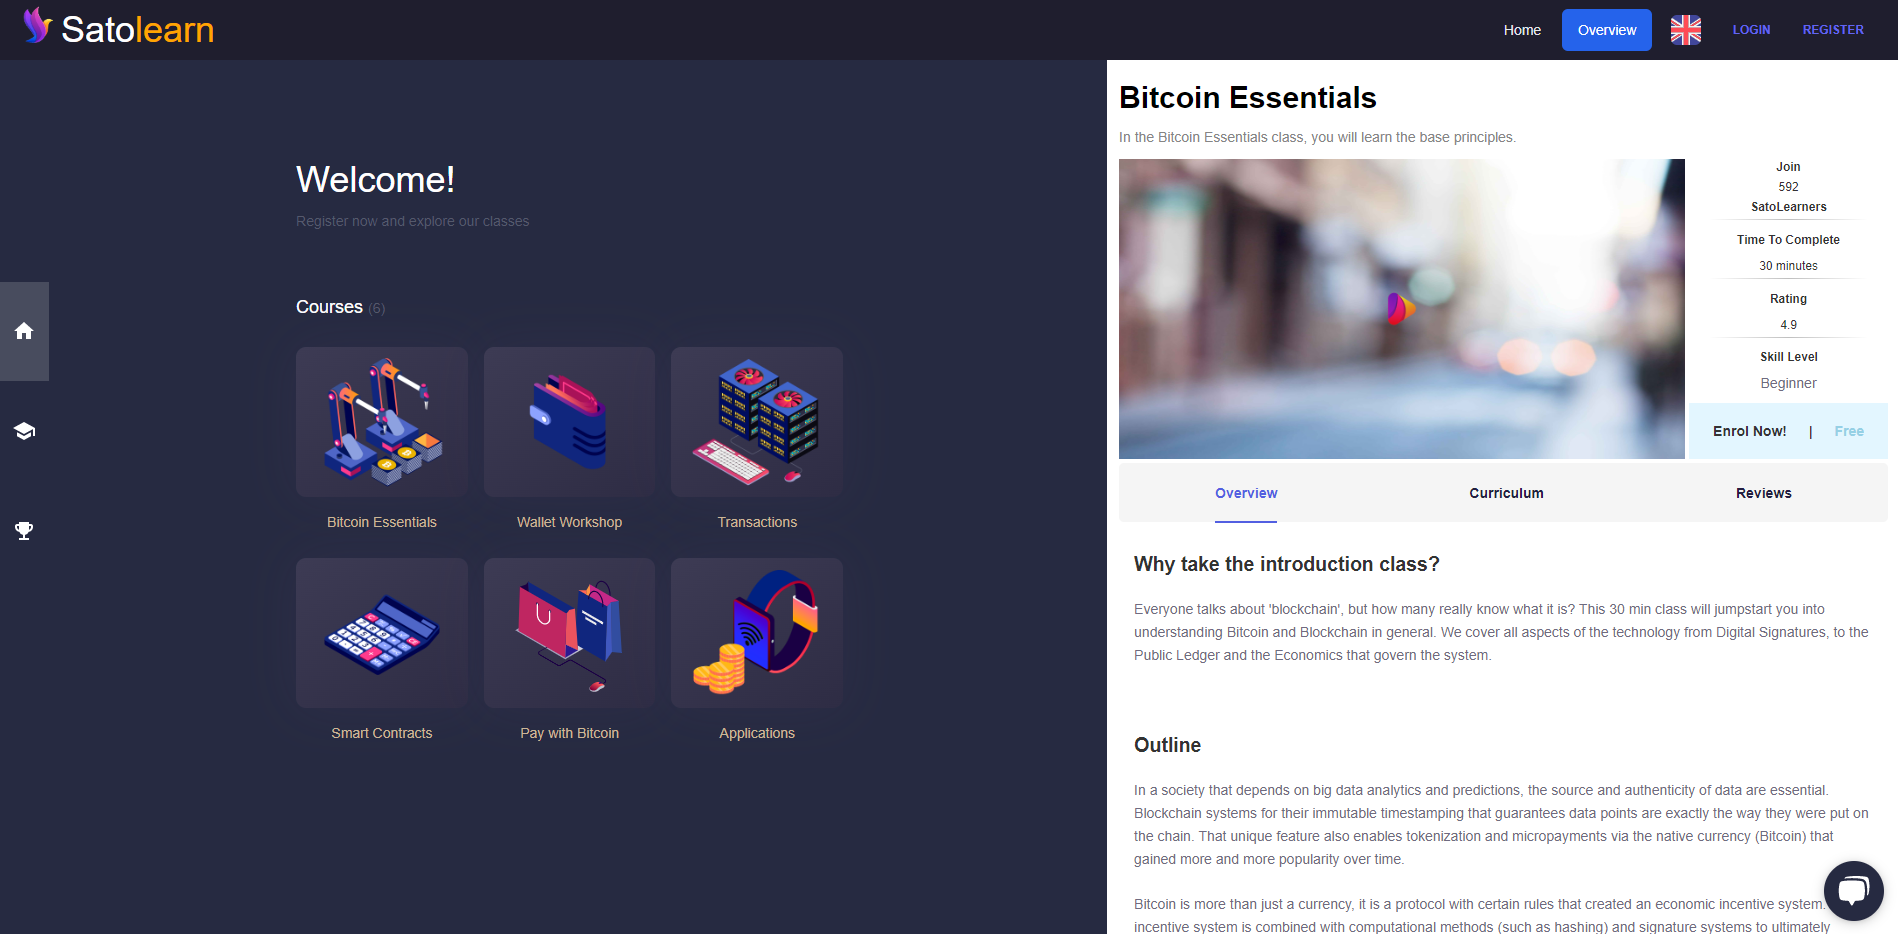 Satolearn
Home
Overview
LOGIN
REGISTER
Welcome!
Register now and explore our classes
Courses (6)
Bitcoin Essentials
Wallet Workshop
Transactions
Smart Contracts
Pay with Bitcoin
Applications
Bitcoin Essentials
In the Bitcoin Essentials class, you will learn the base principles.
Join
592
SatoLearners
Time To Complete
30 minutes
Rating
4.9
Skill Level
Beginner
Enrol Now! | Free
Overview
Curriculum
Reviews
Why take the introduction class?
Everyone talks about 'blockchain', but how many really know what it is? This 30 min class will jumpstart you into
understanding Bitcoin and Blockchain in general. We cover all aspects of the technology from Digital Signatures, to the
Public Ledger and the Economics that govern the system.
Outline
In a society that depends on big data analytics and predictions, the source and authenticity of data are essential.
Blockchain systems for their immutable timestamping that guarantees data points are exactly the way they were put on
the chain. That unique feature also enables tokenization and micropayments via the native currency (Bitcoin) that
gained more and more popularity over time.
Bitcoin is more than just a currency, it is a protocol with certain rules that created an economic incentive system.
incentive system is combined with computational methods (such as hashing) and signature systems to ultimately